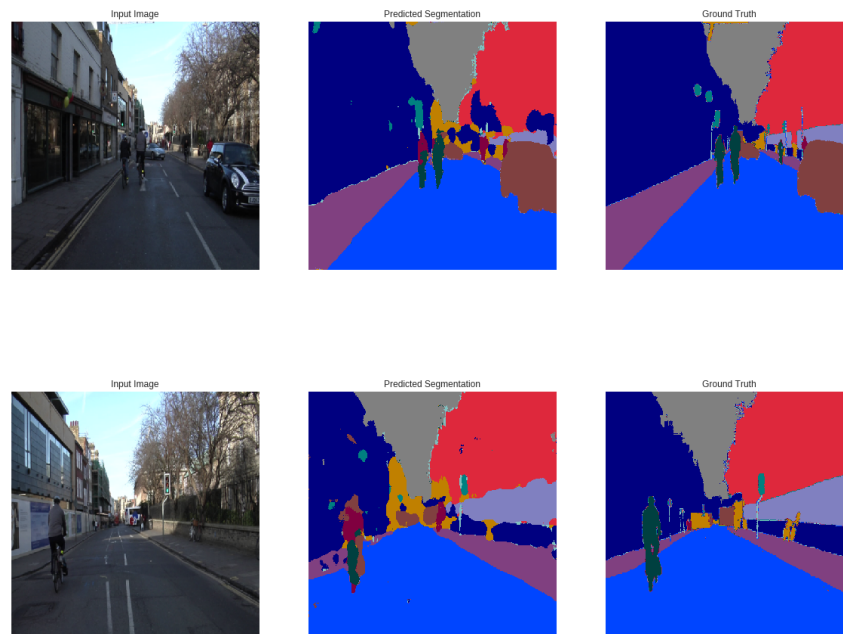 Input Image
Predicted Segmentation
Ground Truth
Input Image
Predicted Segmentation
Ground Truth